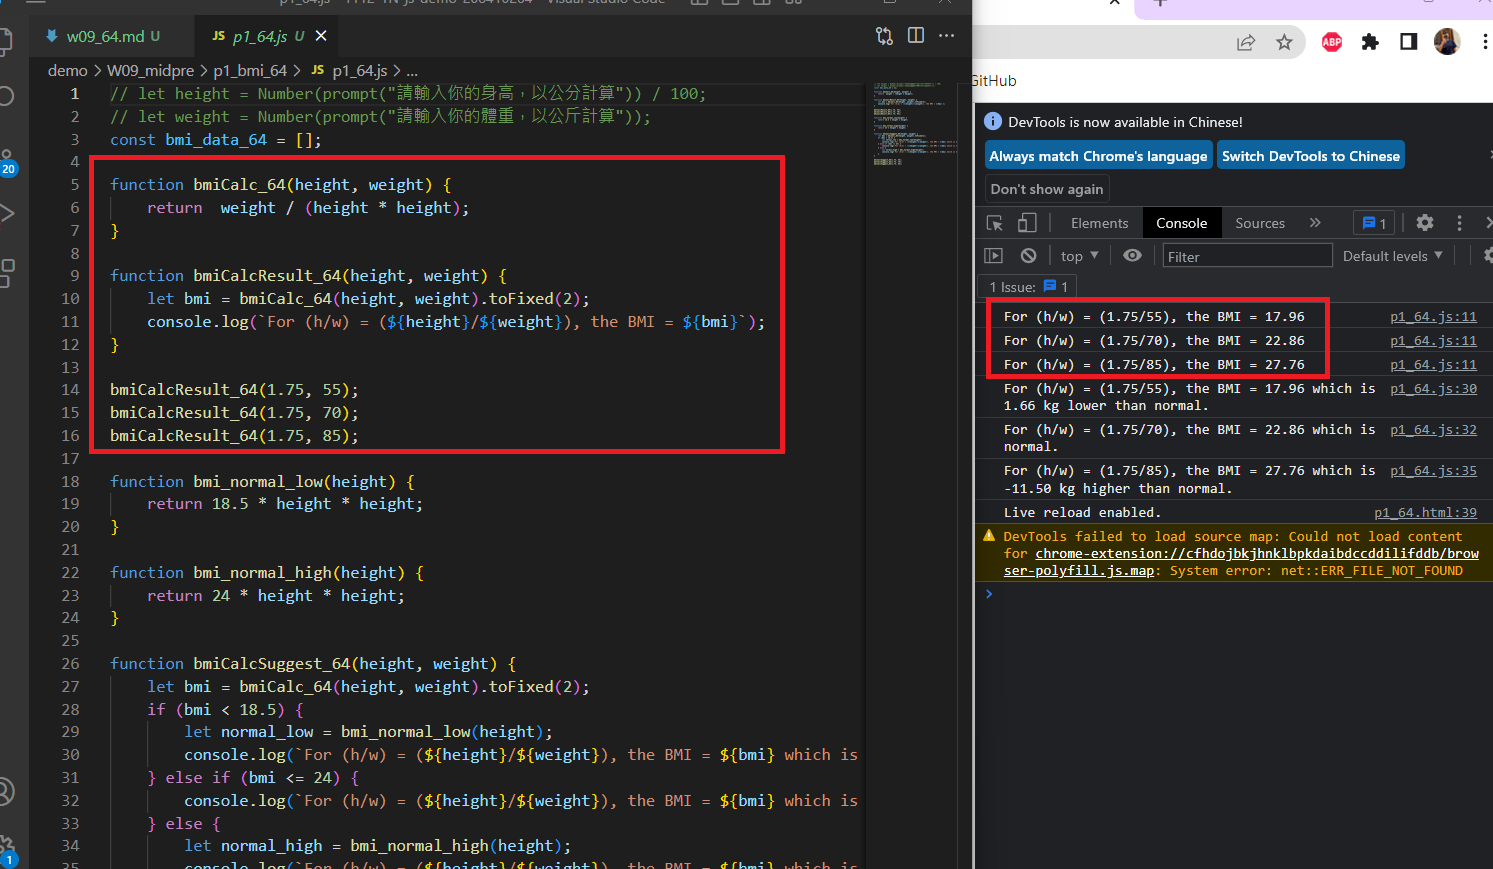 w09_64.md U
JS p1_64.js U
demo > W09_midpre > p1_bmi_64 > JS p1_64.js > ...
1 // let height = Number(prompt("請輸入你的身高，以公分計算")) / 100;
2 // let weight = Number(prompt("請輸入你的體重，以公斤計算"));
3 const bmi_data_64 = [];
4
5 function bmiCalc_64(height, weight) {
6 return  weight / (height * height);
7 }
8
9 function bmiCalcResult_64(height, weight) {
10 let bmi = bmiCalc_64(height, weight).toFixed(2);
11 console.log(`For (h/w) = (${height}/${weight}), the BMI = ${bmi}`);
12 }
13
14 bmiCalcResult_64(1.75, 55);
15 bmiCalcResult_64(1.75, 70);
16 bmiCalcResult_64(1.75, 85);
17
18 function bmi_normal_low(height) {
19 return 18.5 * height * height;
20 }
21
22 function bmi_normal_high(height) {
23 return 24 * height * height;
24 }
25
26 function bmiCalcSuggest_64(height, weight) {
27 let bmi = bmiCalc_64(height, weight).toFixed(2);
28 if (bmi < 18.5) {
29 let normal_low = bmi_normal_low(height);
30 console.log(`For (h/w) = (${height}/${weight}), the BMI = ${bmi} which is
31 } else if (bmi <= 24) {
32 console.log(`For (h/w) = (${height}/${weight}), the BMI = ${bmi} which is
33 } else {
34 let normal_high = bmi_normal_high(height);
35 console.log(`For (h/w) = (${height}/${weight}), the BMI = ${bmi} which is
20
1
ABP
GitHub
DevTools is now available in Chinese!
Always match Chrome's language
Switch DevTools to Chinese
Don't show again
Elements Console Sources » 1
top Filter Default levels
1 Issue: 1
For (h/w) = (1.75/55), the BMI = 17.96 p1_64.js:11
For (h/w) = (1.75/70), the BMI = 22.86 p1_64.js:11
For (h/w) = (1.75/85), the BMI = 27.76 p1_64.js:11
For (h/w) = (1.75/55), the BMI = 17.96 which is p1_64.js:30
1.66 kg lower than normal.
For (h/w) = (1.75/70), the BMI = 22.86 which is p1_64.js:32
normal.
For (h/w) = (1.75/85), the BMI = 27.76 which is p1_64.js:35
-11.50 kg higher than normal.
Live reload enabled. p1_64.html:39
DevTools failed to load source map: Could not load content
for chrome-extension://cfhdojbkjhnklbpkdaibdccddilifddb/brow
ser-polyfill.js.map: System error: net::ERR_FILE_NOT_FOUND